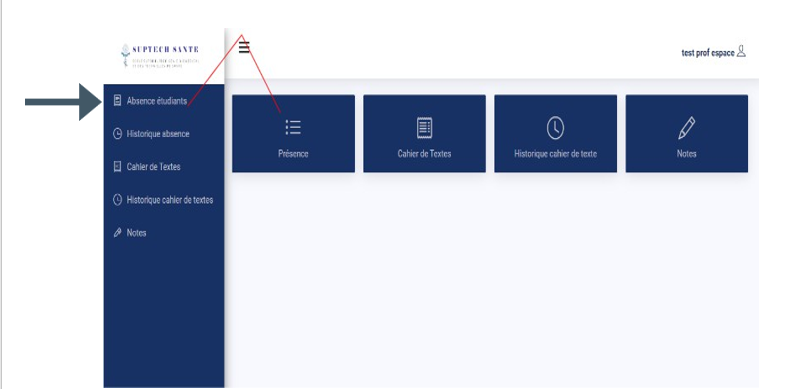 SUPTECH SANTE
test prof espace
Absence étudiants
Historique absence
Cahier de Textes
Historique cahier de textes
Notes
Présence
Cahier de Textes
Historique cahier de texte
Notes